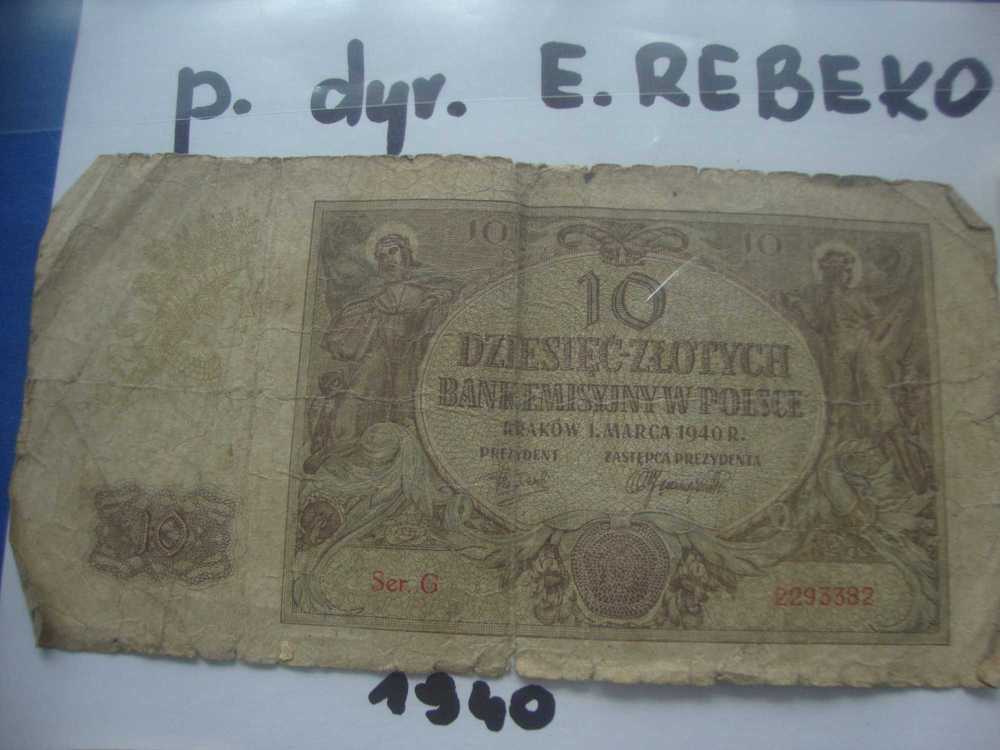 p. dyr. E. REBEKO
10 10
10
DZIESIĘĆ-ZŁOTYCH
BANK EMISYJNY W POLSCE
KRAKÓW 1. MARCA 1940 R.
PREZYDENT ZASTĘPCA PREZYDENTA
10
Ser. G 2293382
1940